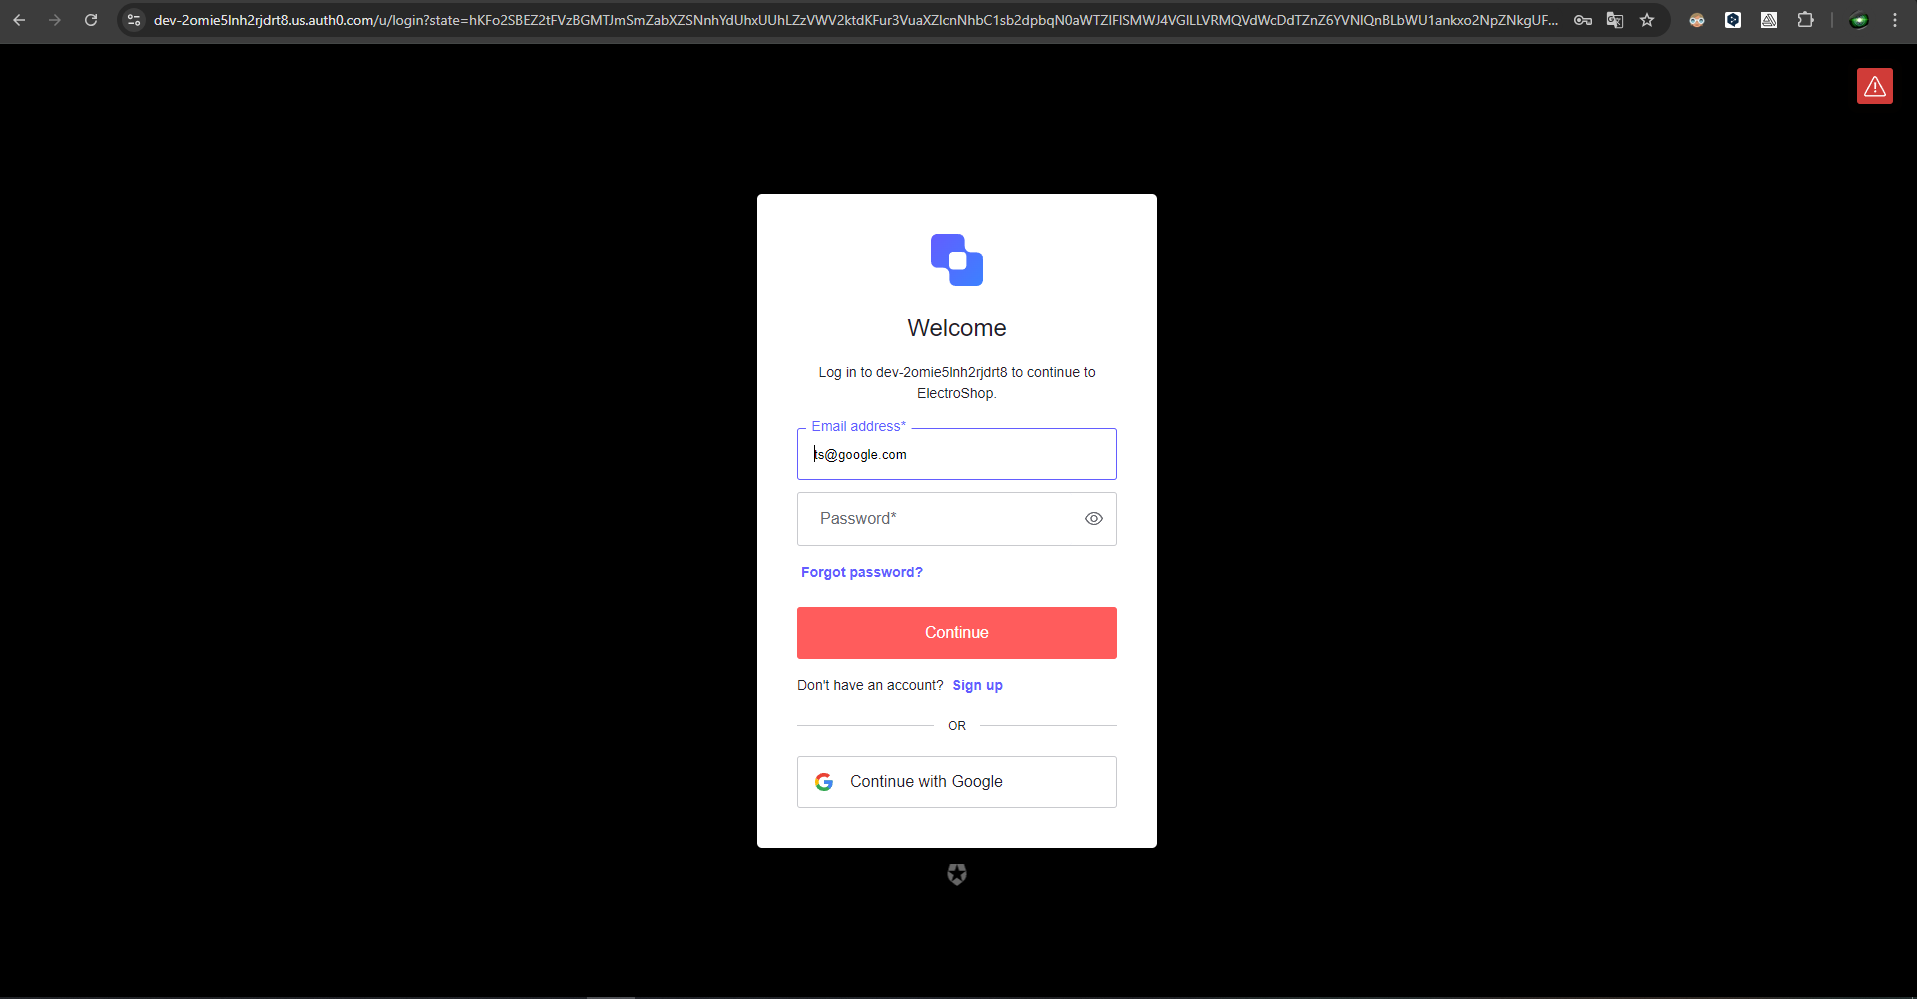 dev-2omie5lnh2rjdrt8.us.auth0.com/u/login?state=hKFo2SBEZ2tFVzBGMTJmSmZabXZSNnhYdUhxUUhLZzVWV2ktdKFur3VuaXZlcnNhbC1sb2dpbqN0aWTZIFlSMWJ4VGlLLVRMQVdWcDdTZnZ6YVNlQnBLbWU1ankxo2NpZNkgUF...
Welcome
Log in to dev-2omie5lnh2rjdrt8 to continue to
ElectroShop.
Email address*
ts@google.com
Password*
Forgot password?
Continue
Don't have an account? Sign up
OR
Continue with Google